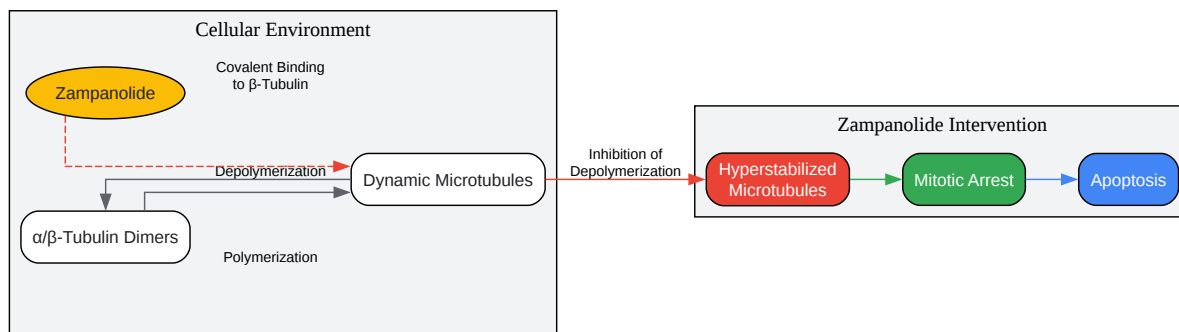 Cellular Environment
Covalent Binding
to β-Tubulin
Zampanolide
Depolymerization
Dynamic Microtubules
α/β-Tubulin Dimers
Polymerization
Inhibition of
Depolymerization
Zampanolide Intervention
Hyperstabilized
Microtubules
Mitotic Arrest
Apoptosis